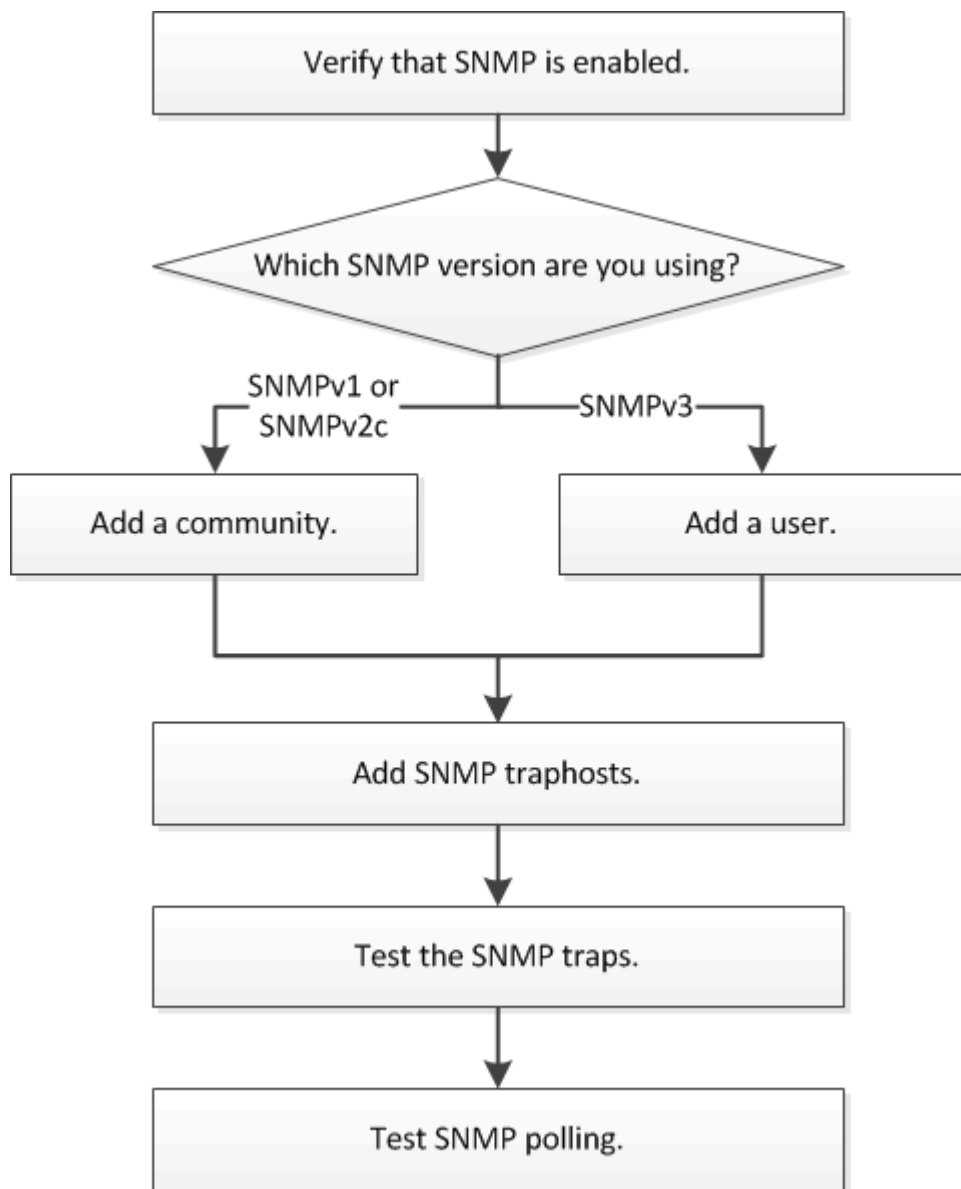 Verify that SNMP is enabled.
Which SNMP version are you using?
SNMPv1 or
SNMPv2c
SNMPv3
Add a community.
Add a user.
Add SNMP traphosts.
Test the SNMP traps.
Test SNMP polling.